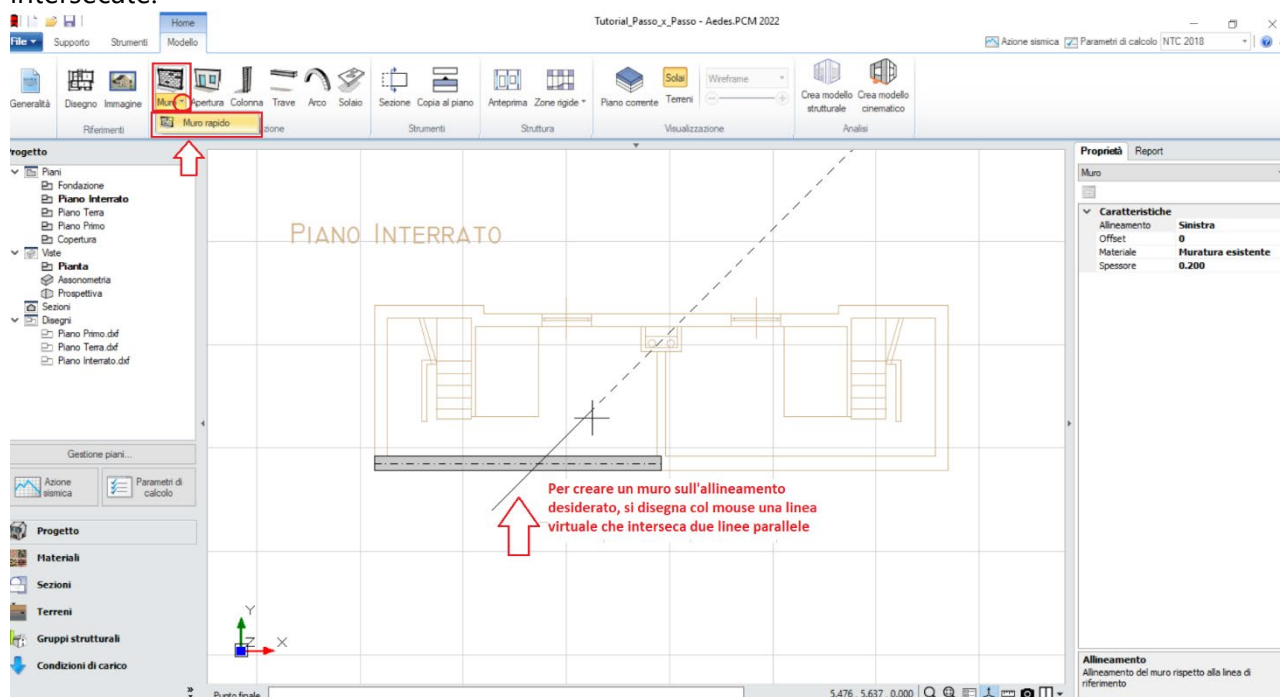 intersecate.
Home
Tutorial_Passo_x_Passo - Aedes.PCM 2022
File
Supporto
Strumenti
Modello
Azione sismica
Parametri di calcolo
NTC 2018
Generalità
Disegno
Immagine
Muro
Apertura
Colonna
Trave
Arco
Solaio
Sezione
Copia al piano
Anteprima
Zone rigide
Piano corrente
Solai
Terreni
Wireframe
Crea modello strutturale
Crea modello cinematico
Muro rapido
Riferimenti
zione
Strumenti
Struttura
Visualizzazione
Analisi
rogetto
Piani
Fondazione
Piano Interrato
Piano Terra
Piano Primo
Copertura
Viste
Pianta
Assonometria
Prospettiva
Sezioni
Disegni
Piano Primo.dxf
Piano Terra.dxf
Piano Interrato.dxf
Gestione piani...
Azione sismica
Parametri di calcolo
Progetto
Materiali
Sezioni
Terreni
Gruppi strutturali
Condizioni di carico
PIANO INTERRATO
Per creare un muro sull'allineamento
desiderato, si disegna col mouse una linea
virtuale che interseca due linee parallele
Y
Z
X
Punto finale
5.476 , 5.637 , 0.000
Proprietà
Report
Muro
Caratteristiche
Allineamento Sinistra
Offset 0
Materiale Muratura esistente
Spessore 0.200
Allineamento
Allineamento del muro rispetto alla linea di
riferimento